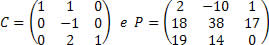 C = (1 1 0
0 -1 0
0 2 1) e P = (2 -10 1
18 38 17
19 14 0)